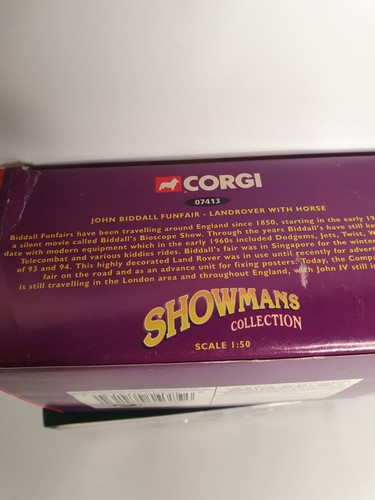 CORGI
07413
JOHN BIDDALL FUNFAIR - LANDROVER WITH HORSE
Biddall Funfairs have been travelling around England since 1850, starting in the early 19
a silent movie called Biddall's Bioscope Show. Through the years Biddall's have still ke
date with modern equipment which in the early 1960s included Dodgems, Jets, Twist, W
Telecombat and various kiddies rides. Biddall's fair was in Singapore for the winter
of 93 and 94. This highly decorated Land Rover was in use until recently for advert
fair on the road and as an advance unit for fixing posters. Today, the Compa
is still travelling in the London area and throughout England, with John IV still in
SHOWMANS
COLLECTION
SCALE 1:50